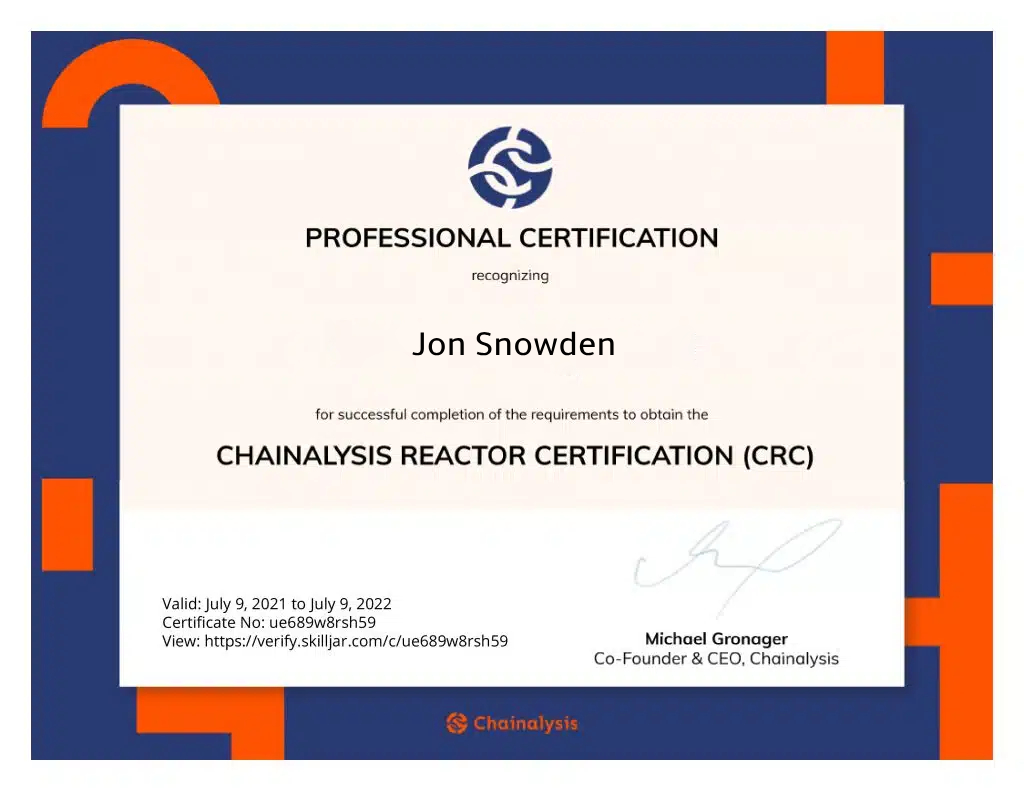 PROFESSIONAL CERTIFICATION
recognizing
Jon Snowden
for successful completion of the requirements to obtain the
CHAINALYSIS REACTOR CERTIFICATION (CRC)
Valid: July 9, 2021 to July 9, 2022
Certificate No: ue689w8rsh59
View: https://verify.skilljar.com/c/ue689w8rsh59
Michael Gronager
Co-Founder & CEO, Chainalysis
Chainalysis